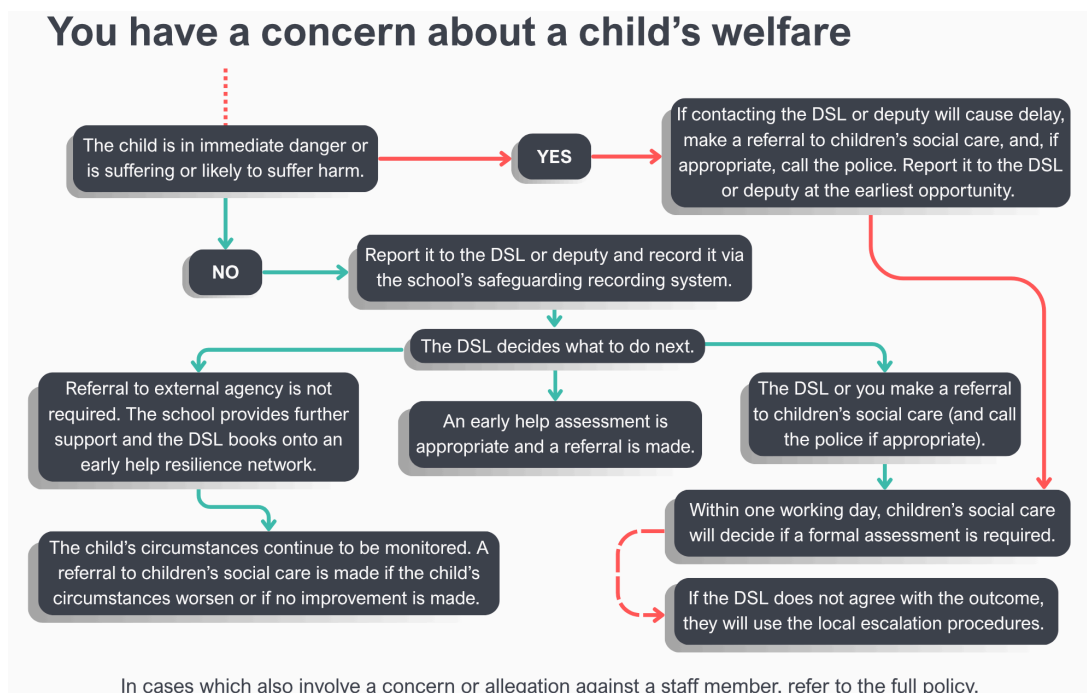 You have a concern about a child's welfare
The child is in immediate danger or
is suffering or likely to suffer harm.
YES
If contacting the DSL or deputy will cause delay,
make a referral to children's social care, and, if
appropriate, call the police. Report it to the DSL
or deputy at the earliest opportunity.
NO
Report it to the DSL or deputy and record it via
the school's safeguarding recording system.
The DSL decides what to do next.
Referral to external agency is not
required. The school provides further
support and the DSL books onto an
early help resilience network.
An early help assessment is
appropriate and a referral is made.
The DSL or you make a referral
to children's social care (and call
the police if appropriate).
The child's circumstances continue to be monitored. A
referral to children's social care is made if the child's
circumstances worsen or if no improvement is made.
Within one working day, children's social care
will decide if a formal assessment is required.
If the DSL does not agree with the outcome,
they will use the local escalation procedures.
In cases which also involve a concern or allegation against a staff member, refer to the full policy.